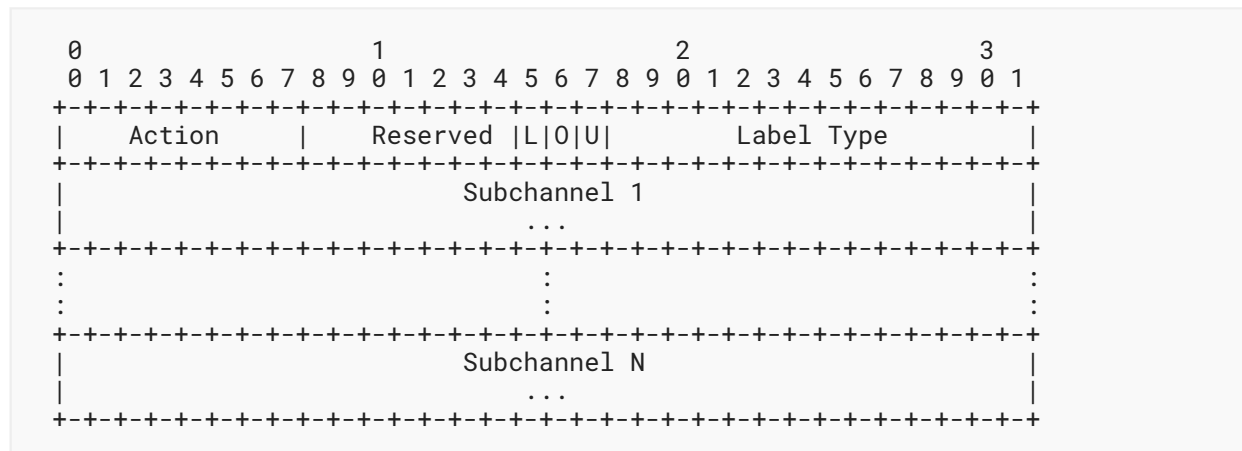 0                   1                   2                   3
 0 1 2 3 4 5 6 7 8 9 0 1 2 3 4 5 6 7 8 9 0 1 2 3 4 5 6 7 8 9 0 1
+-+-+-+-+-+-+-+-+-+-+-+-+-+-+-+-+-+-+-+-+-+-+-+-+-+-+-+-+-+-+-+-+
|    Action     |    Reserved |L|O|U|        Label Type         |
+-+-+-+-+-+-+-+-+-+-+-+-+-+-+-+-+-+-+-+-+-+-+-+-+-+-+-+-+-+-+-+-+
|                          Subchannel 1                         |
|                              ...                              |
+-+-+-+-+-+-+-+-+-+-+-+-+-+-+-+-+-+-+-+-+-+-+-+-+-+-+-+-+-+-+-+-+
:                               :                               :
:                               :                               :
+-+-+-+-+-+-+-+-+-+-+-+-+-+-+-+-+-+-+-+-+-+-+-+-+-+-+-+-+-+-+-+-+
|                          Subchannel N                         |
|                              ...                              |
+-+-+-+-+-+-+-+-+-+-+-+-+-+-+-+-+-+-+-+-+-+-+-+-+-+-+-+-+-+-+-+-+